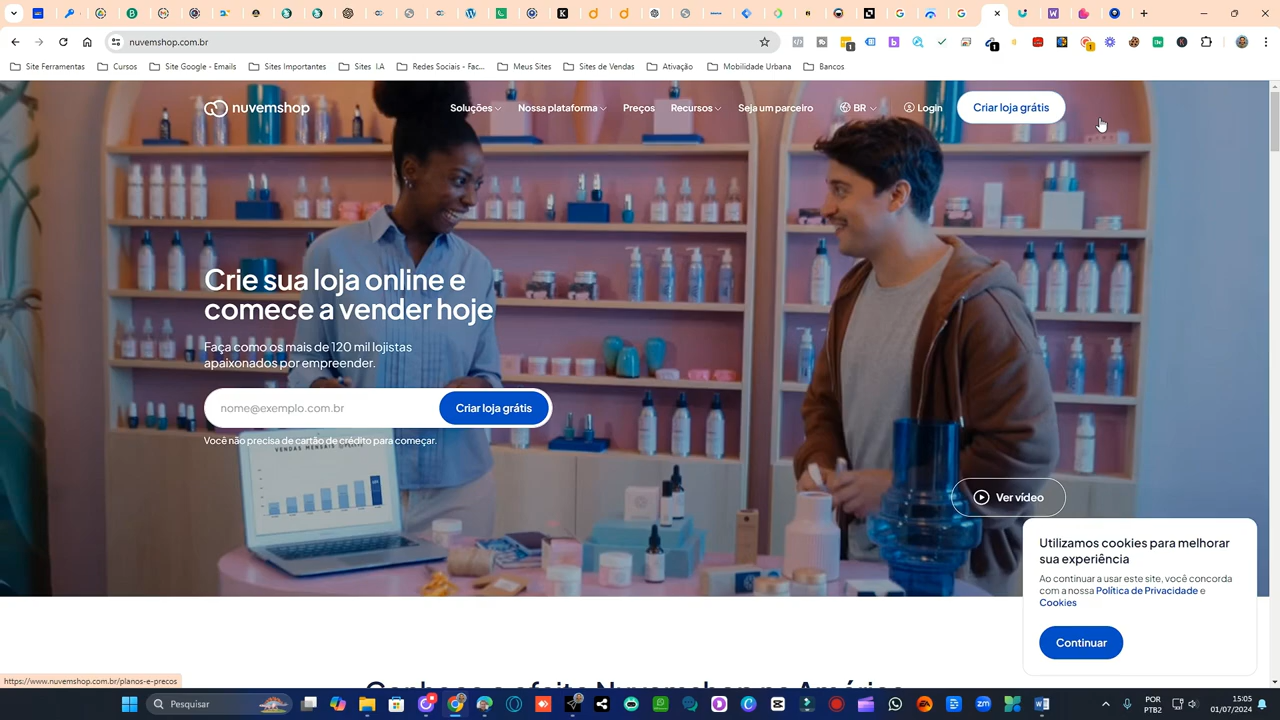 nuvemshop.com.br
1
1
1
Site Ferramentas
Cursos
Site Google - Emails
Sites Importantes
Sites I.A
Redes Sociais - Fac...
Meus Sites
Sites de Vendas
Ativação
Mobilidade Urbana
Bancos
nuvemshop
Soluções
Nossa plataforma
Preços
Recursos
Seja um parceiro
BR
Login
Criar loja grátis
Crie sua loja online e
comece a vender hoje
Faça como os mais de 120 mil lojistas
apaixonados por empreender.
nome@exemplo.com.br
Criar loja grátis
Você não precisa de cartão de crédito para começar.
VENDAS MENSAIS
Ver vídeo
Utilizamos cookies para melhorar
sua experiência
Ao continuar a usar este site, você concorda
com a nossa Política de Privacidade e
Cookies
Continuar
https://www.nuvemshop.com.br/planos-e-precos
Pesquisar
POR
PTB2
15:05
01/07/2024